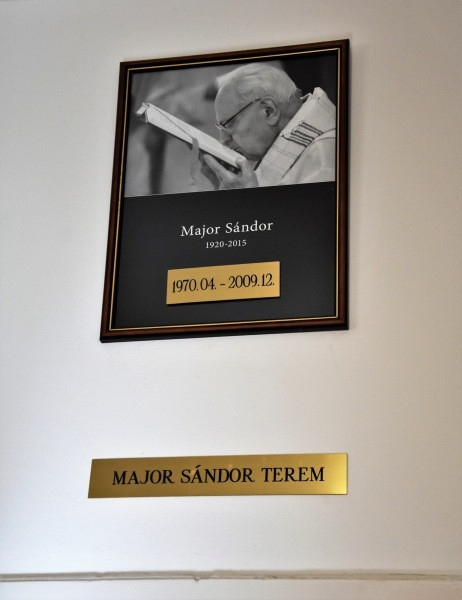 Major Sándor
1920-2015
1970.04. - 2009.12.
MAJOR SÁNDOR TEREM